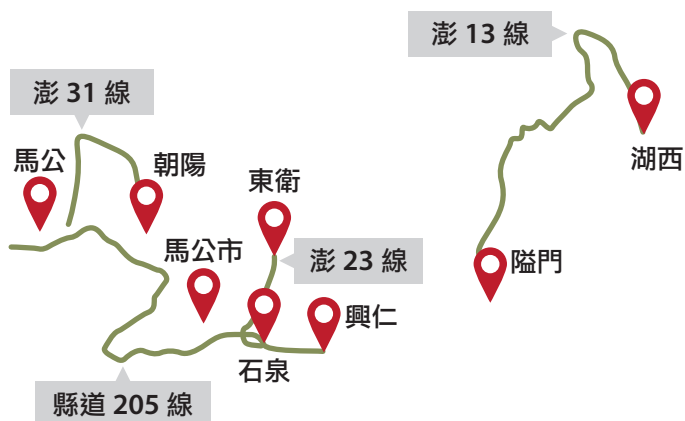 澎 13 線
澎 31 線
馬公
朝陽
湖西
東衛
馬公市
澎 23 線
隘門
興仁
石泉
縣道 205 線